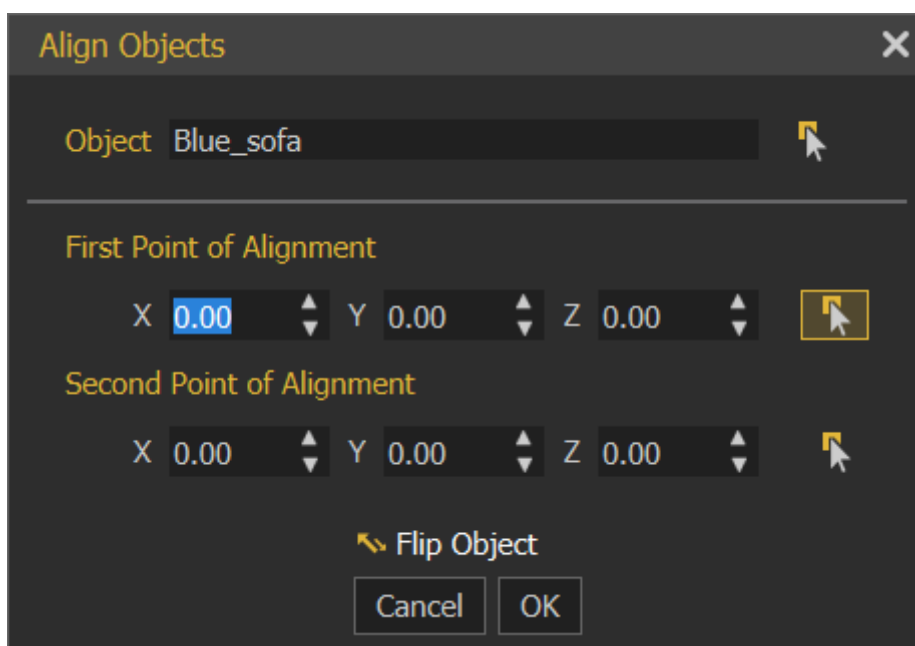 Align Objects
Object Blue_sofa
First Point of Alignment
X 0.00 Y 0.00 Z 0.00
Second Point of Alignment
X 0.00 Y 0.00 Z 0.00
Flip Object
Cancel OK